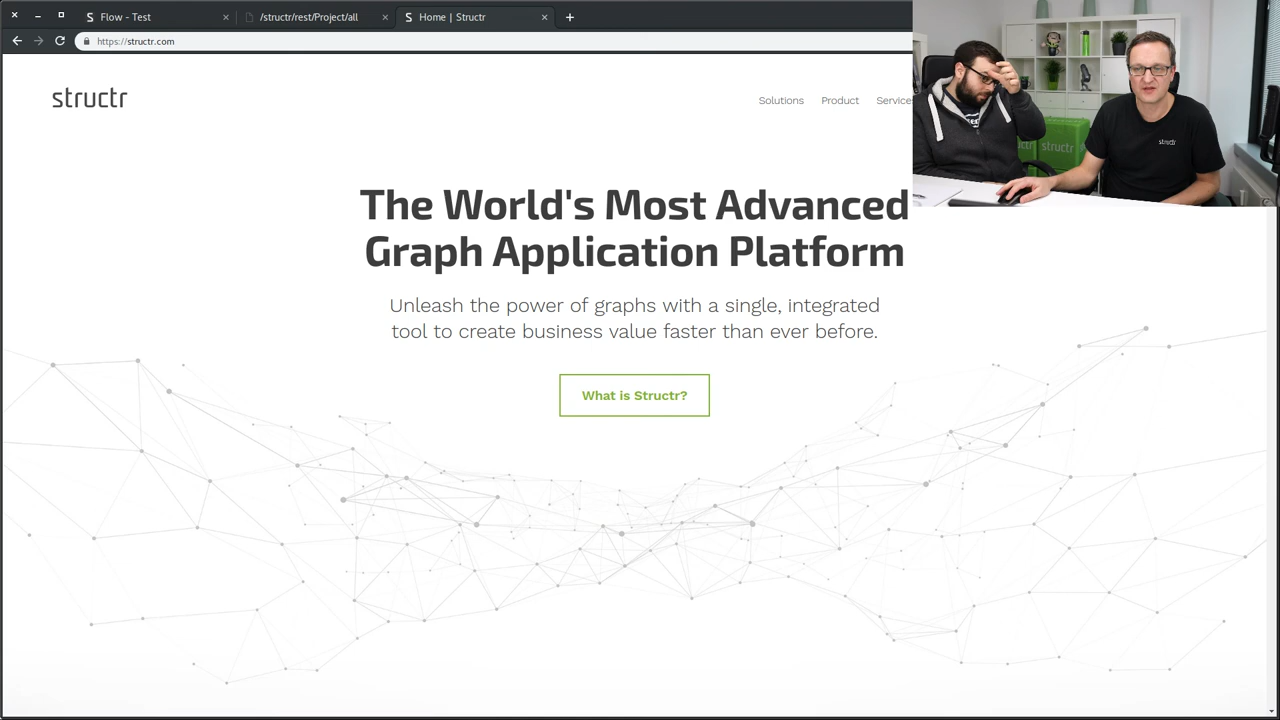 Flow - Test
/structr/rest/Project/all
Home | Structr
https://structr.com
structr
Solutions
Product
Services
The World's Most Advanced
Graph Application Platform
Unleash the power of graphs with a single, integrated
tool to create business value faster than ever before.
What is Structr?
structr
structr